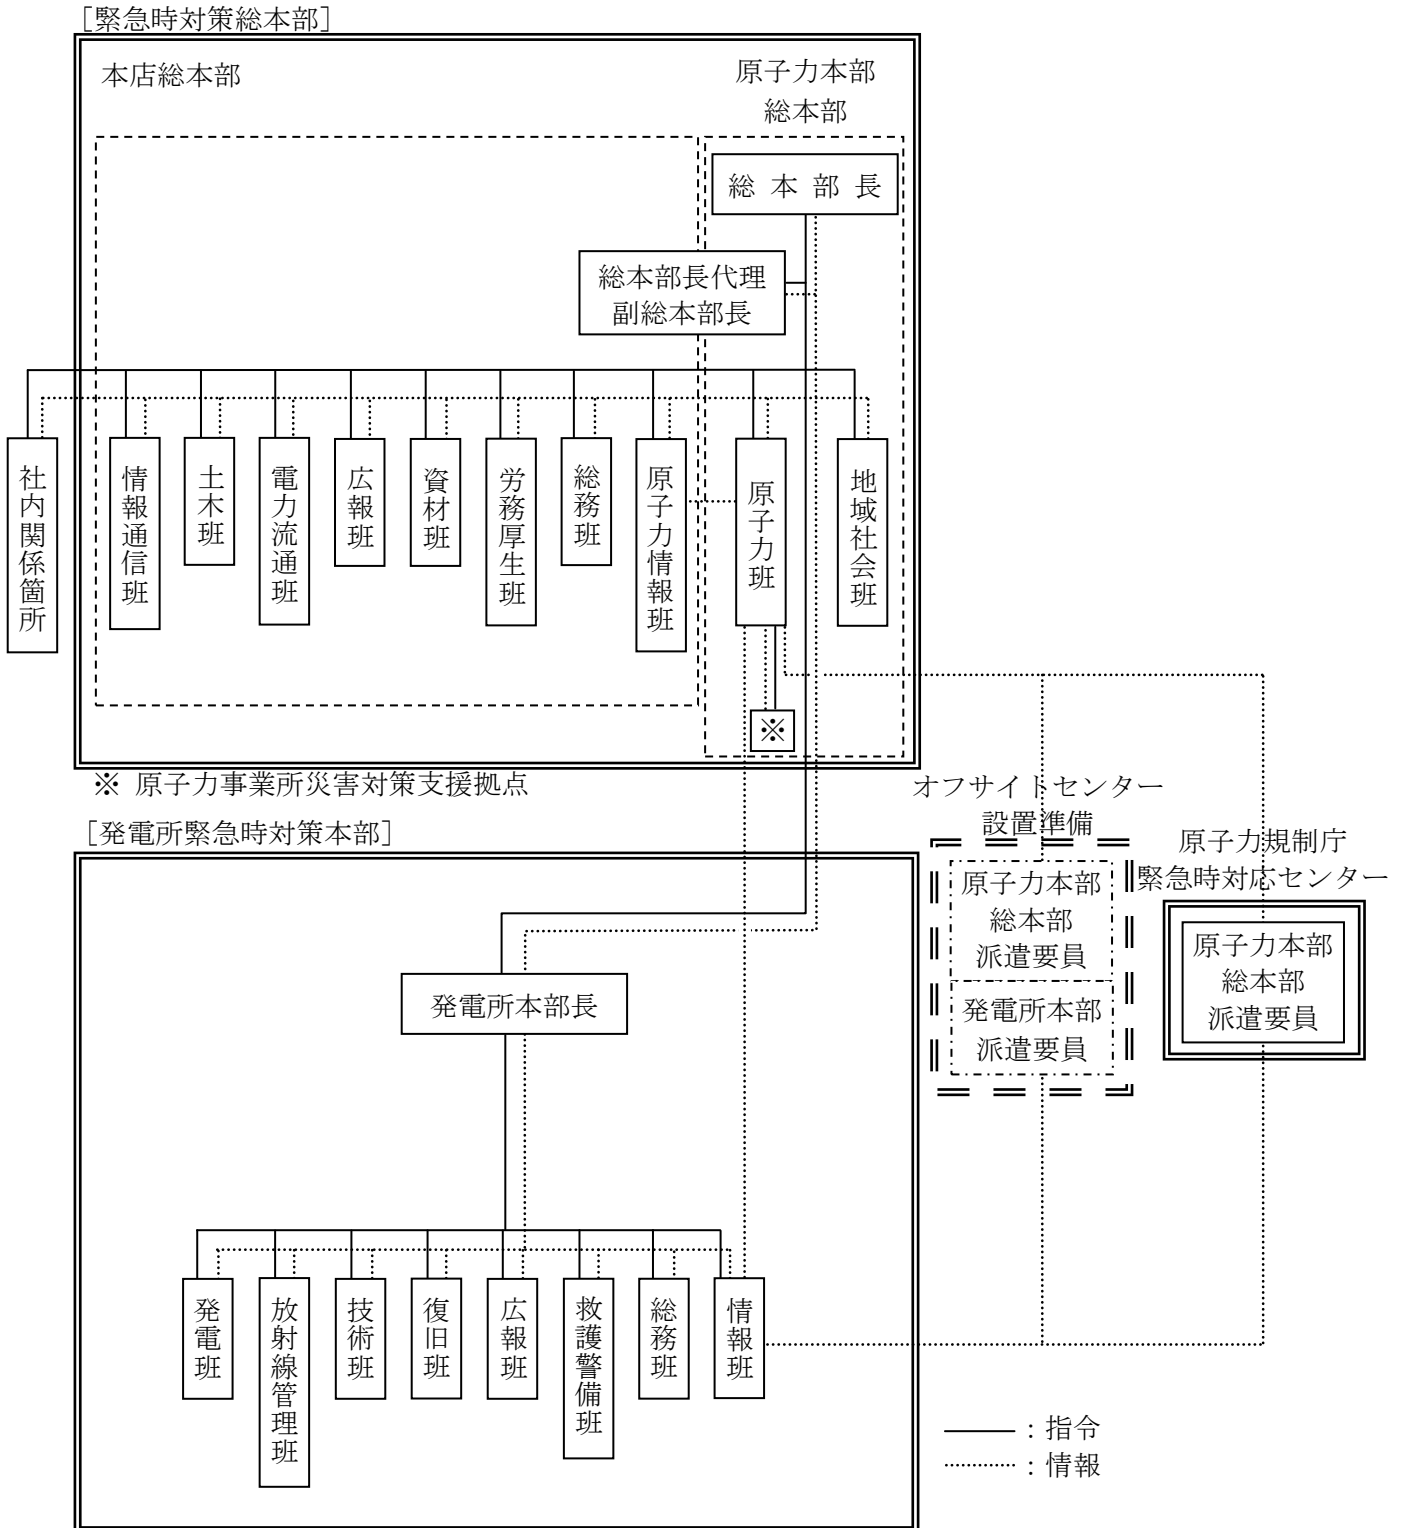 ［緊急時対策総本部］
本店総本部
原子力本部
総本部
総本部長
総本部長代理
副総本部長
社内関係箇所
情報通信班
土木班
電力流通班
広報班
資材班
労務厚生班
総務班
原子力情報班
原子力班
地域社会班
※
※ 原子力事業所災害対策支援拠点
［発電所緊急時対策本部］
オフサイトセンター
設置準備
原子力規制庁
緊急時対応センター
原子力本部
総本部
派遣要員
発電所本部
派遣要員
原子力本部
総本部
派遣要員
発電所本部長
発電班
放射線管理班
技術班
復旧班
広報班
救護警備班
総務班
情報班
：指令
：情報